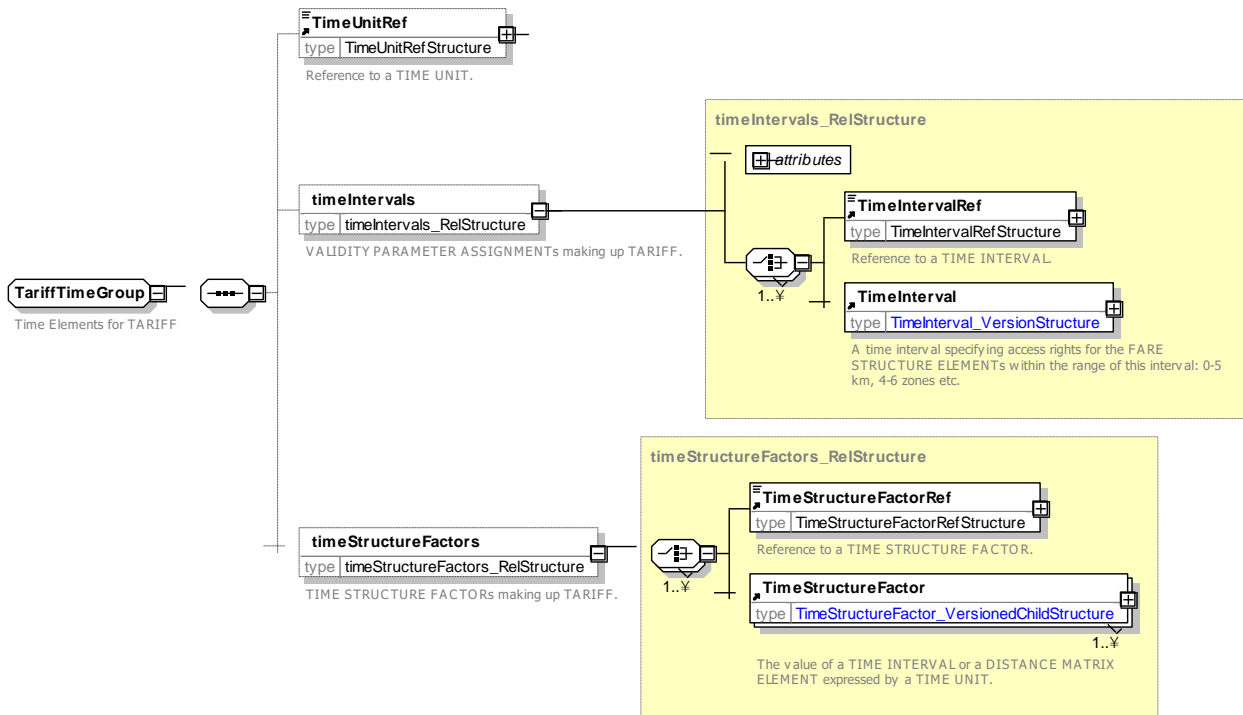 TimeUnitRef
type TimeUnitRefStructure
Reference to a TIME UNIT.
timeIntervals_RelStructure
attributes
timeIntervals
type timeIntervals_RelStructure
VALIDITY PARAMETER ASSIGNMENTs making up TARIFF.
TimeIntervalRef
type TimeIntervalRefStructure
Reference to a TIME INTERVAL.
1..¥
TimeInterval
type TimeInterval_VersionStructure
A time interval specifying access rights for the FARE
STRUCTURE ELEMENTs within the range of this interval: 0-5
km, 4-6 zones etc.
TariffTimeGroup
Time Elements for TARIFF
timeStructureFactors_RelStructure
TimeStructureFactorRef
type TimeStructureFactorRefStructure
Reference to a TIME STRUCTURE FACTOR.
timeStructureFactors
type timeStructureFactors_RelStructure
TIME STRUCTURE FACTORs making up TARIFF.
1..¥
TimeStructureFactor
type TimeStructureFactor_VersionedChildStructure
1..¥
The value of a TIME INTERVAL or a DISTANCE MATRIX
ELEMENT expressed by a TIME UNIT.